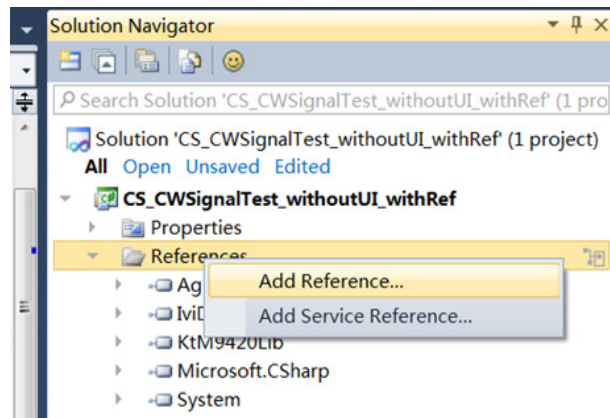 Solution Navigator
Search Solution 'CS_CWSignalTest_withoutUI_withRef' (1 pro
Solution 'CS_CWSignalTest_withoutUI_withRef' (1 project)
All Open Unsaved Edited
CS_CWSignalTest_withoutUI_withRef
Properties
References
Add Reference...
Ag
Add Service Reference...
KtM9420Lib
Microsoft.CSharp
System